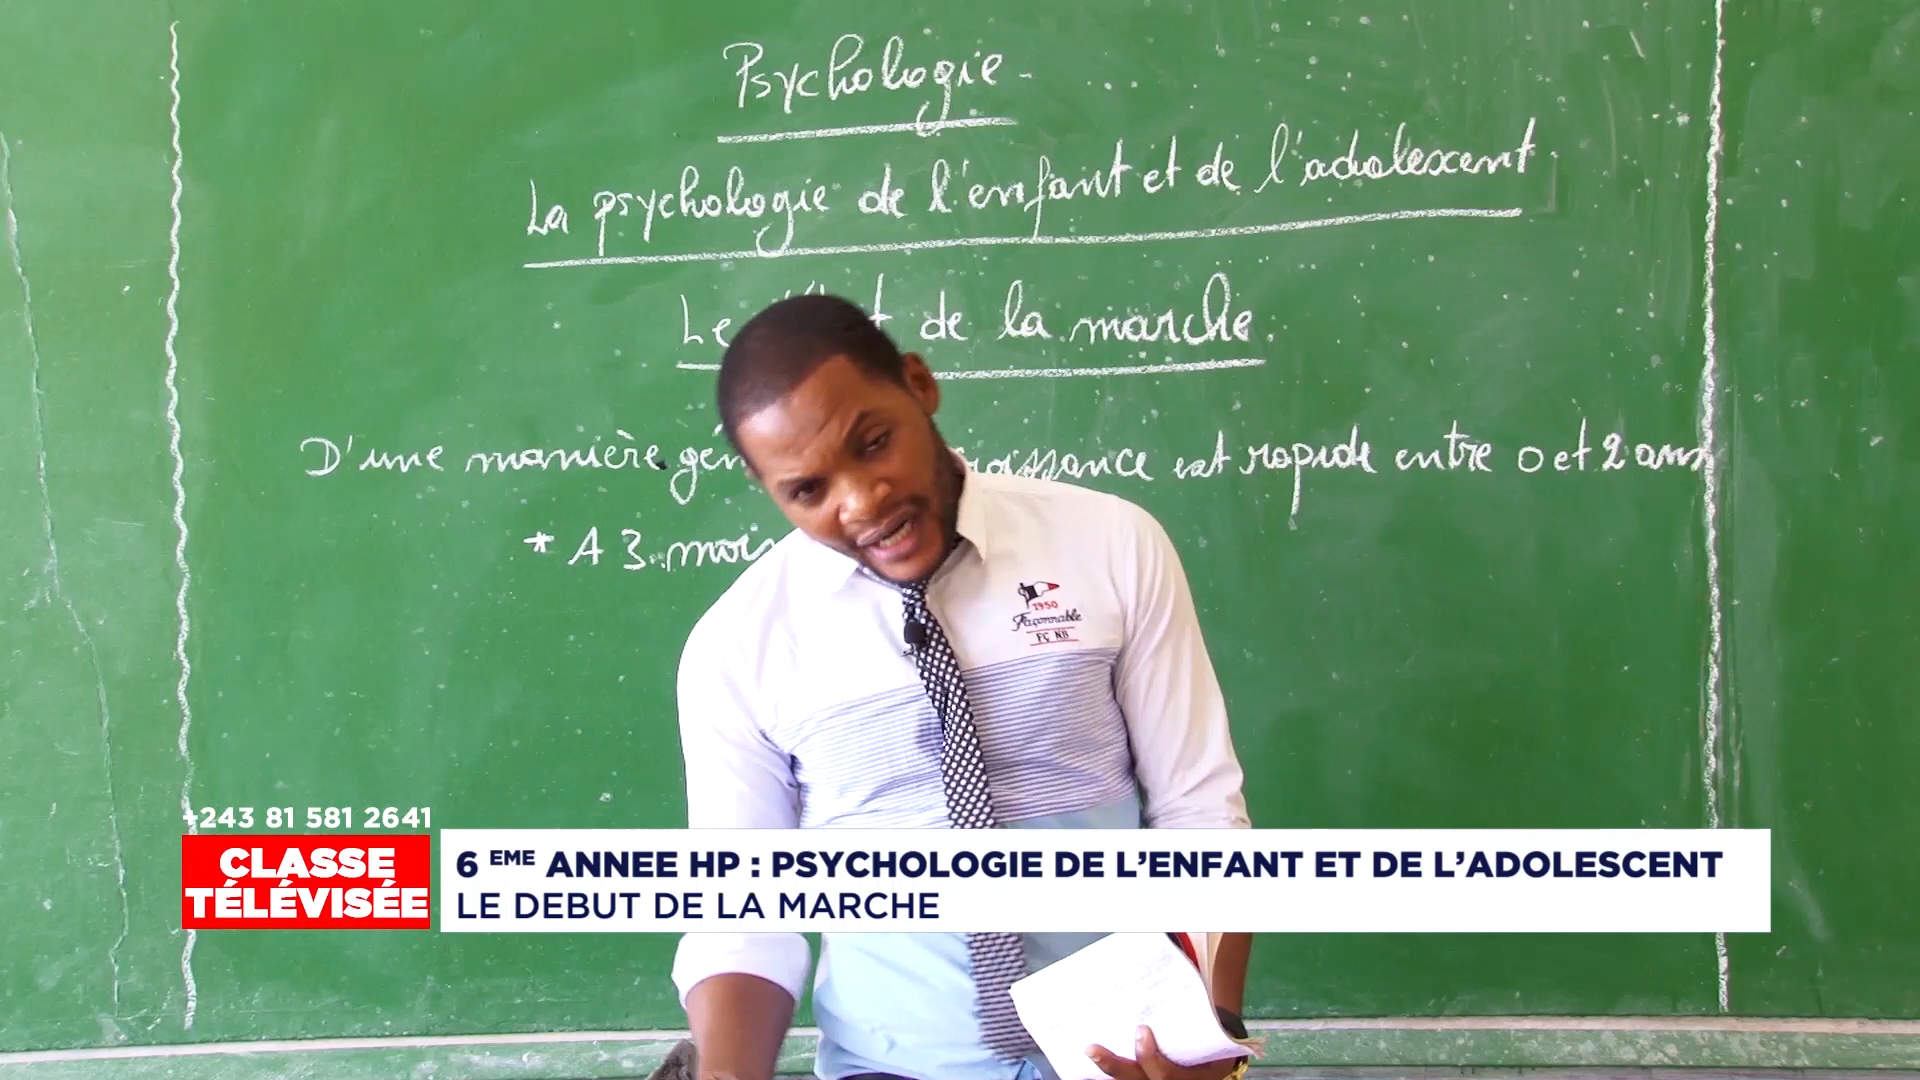 Psychologie.
La psychologie de l'enfant et de l'adolescent.
Le de la marche.
D'une manière est rapide entre 0 et 2 ans
* A 3 mois
1950
Façonnable
FÇ NB
+243 81 581 2641
CLASSE
TÉLÉVISÉE
6 EME ANNEE HP : PSYCHOLOGIE DE L'ENFANT ET DE L'ADOLESCENT
LE DEBUT DE LA MARCHE